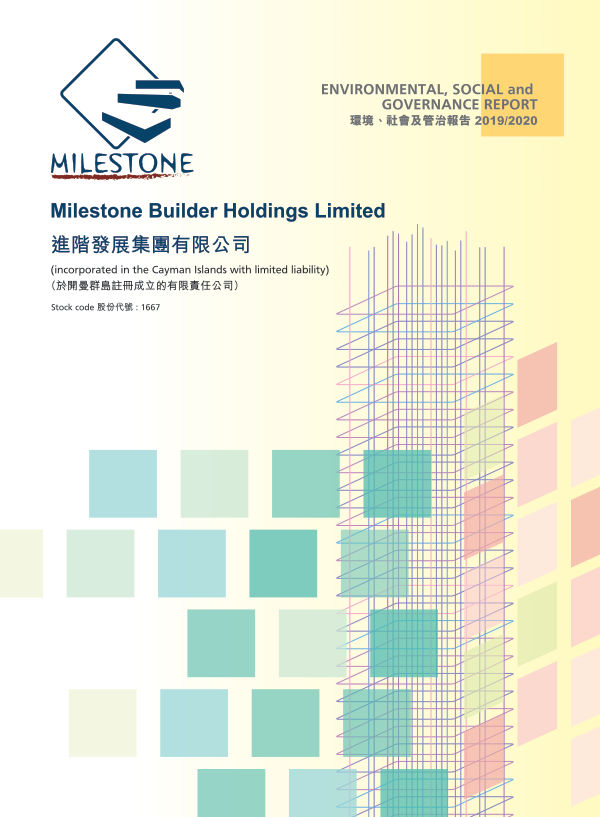 MILESTONE
ENVIRONMENTAL, SOCIAL and
GOVERNANCE REPORT
環境、社會及管治報告 2019/2020
Milestone Builder Holdings Limited
進階發展集團有限公司
(incorporated in the Cayman Islands with limited liability)
（於開曼群島註冊成立的有限責任公司）
Stock code 股份代號 : 1667